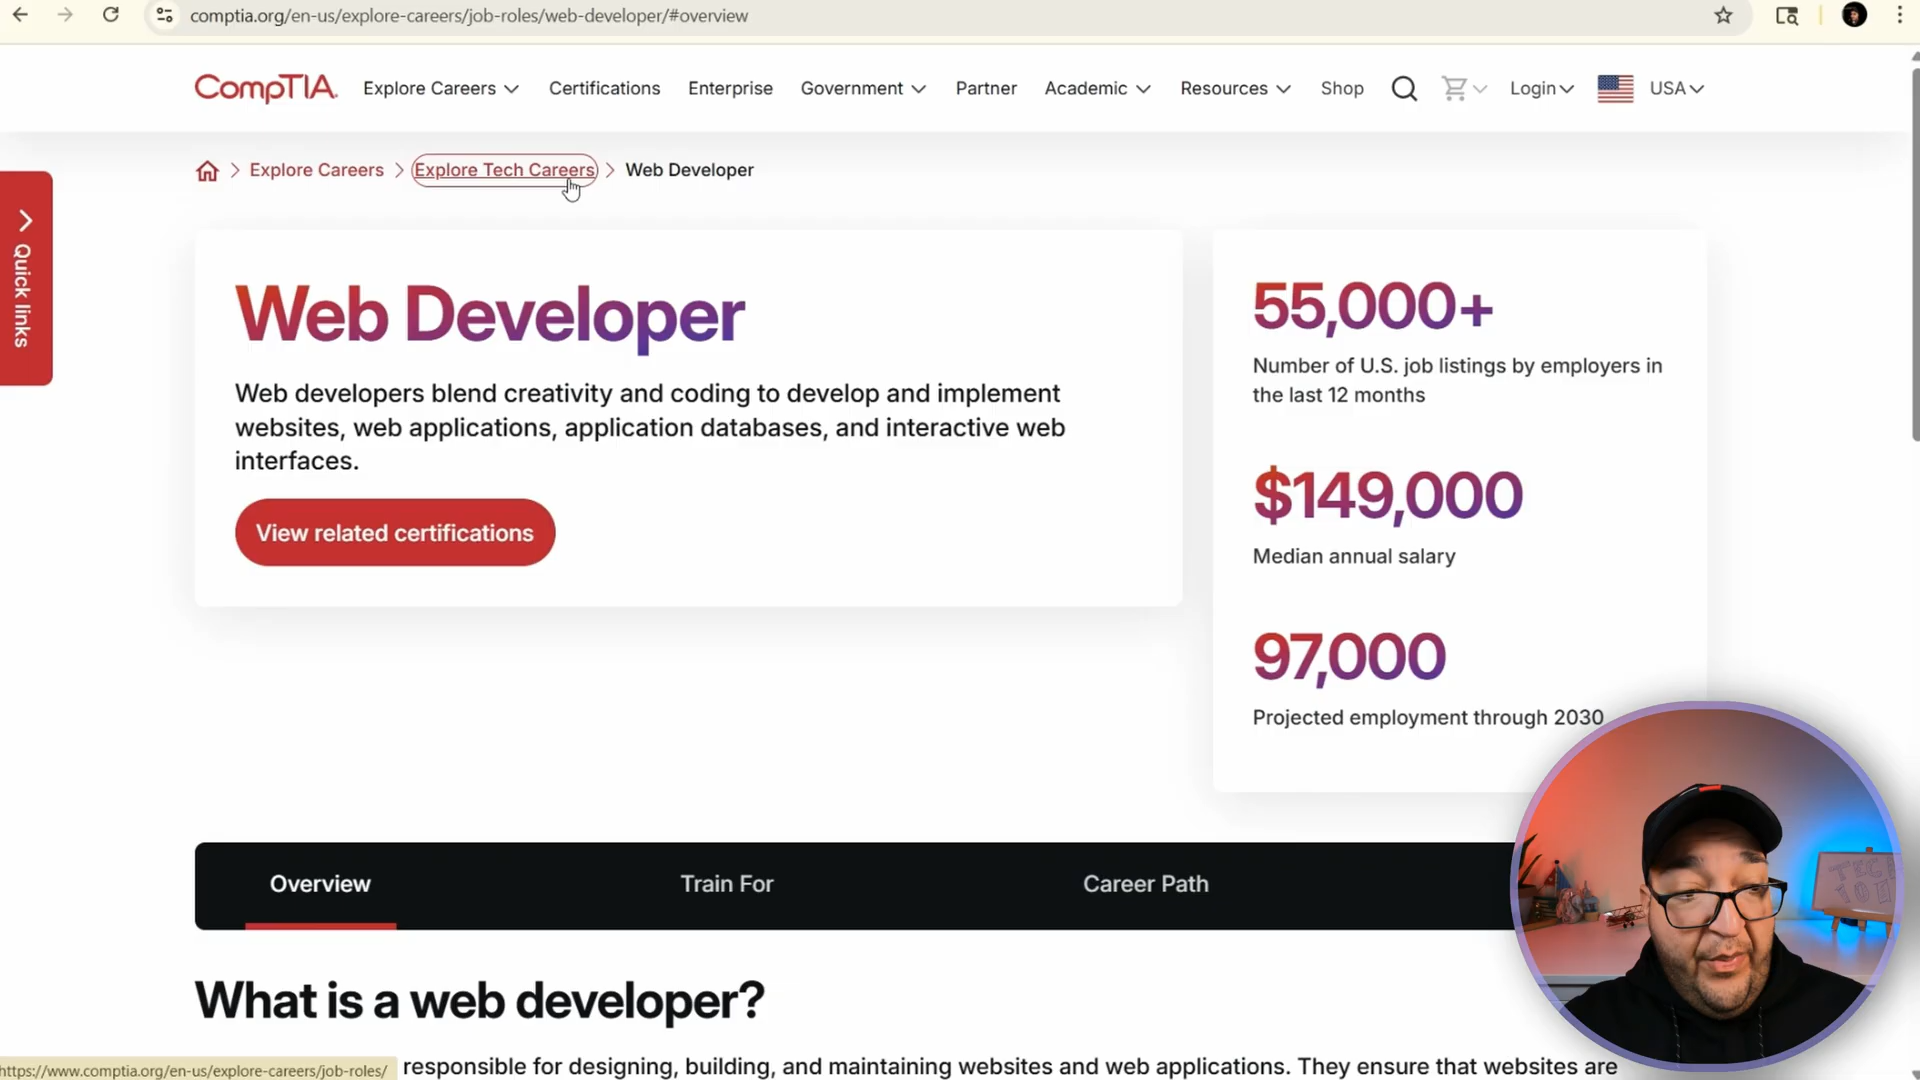 comptia.org/en-us/explore-careers/job-roles/web-developer/#overview
CompTIA.
Explore Careers
Certifications
Enterprise
Government
Partner
Academic
Resources
Shop
Login
USA
Explore Careers
Explore Tech Careers
Web Developer
Quick links
Web Developer
Web developers blend creativity and coding to develop and implement
websites, web applications, application databases, and interactive web
interfaces.
View related certifications
55,000+
Number of U.S. job listings by employers in
the last 12 months
$149,000
Median annual salary
97,000
Projected employment through 2030
Overview
Train For
Career Path
What is a web developer?
responsible for designing, building, and maintaining websites and web applications. They ensure that websites are
https://www.comptia.org/en-us/explore-careers/job-roles/